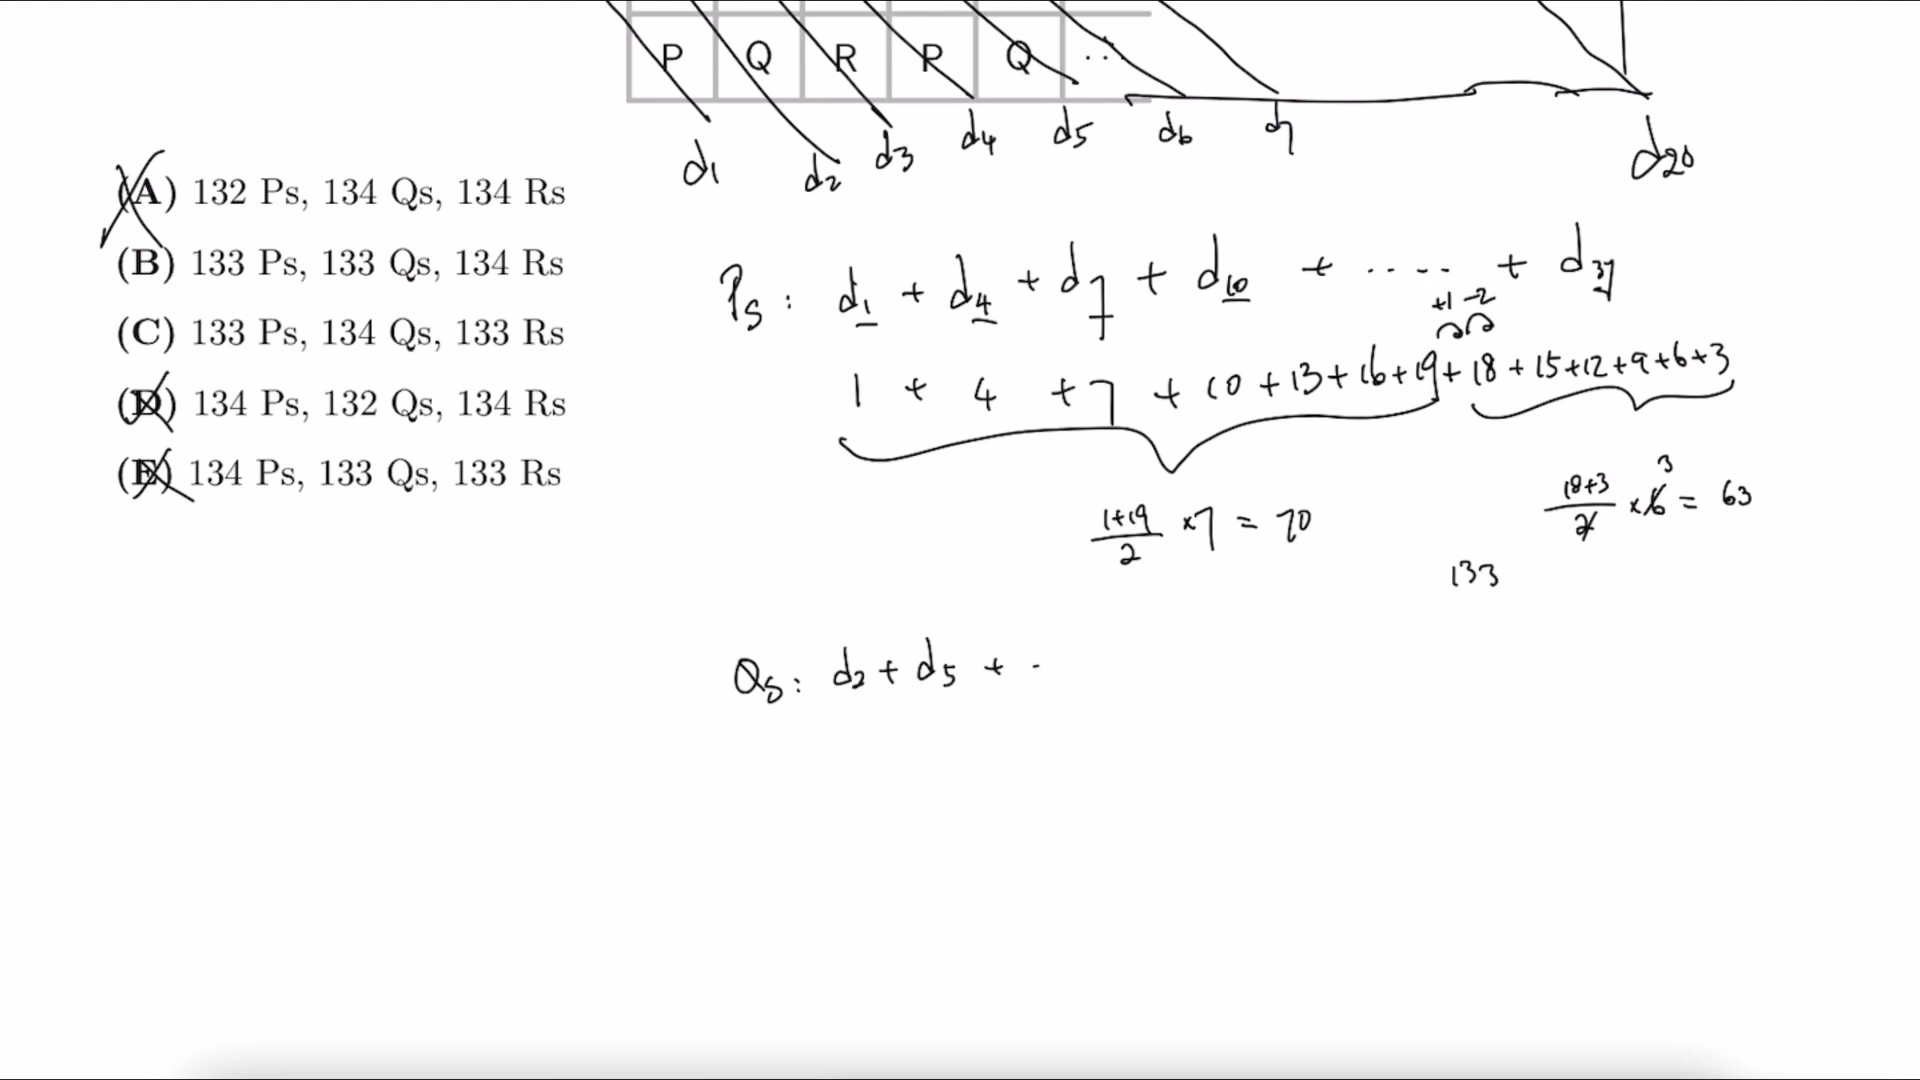 P Q R P Q ...
d1 d2 d3 d4 d5 d6 d7 d20
(A) 132 Ps, 134 Qs, 134 Rs
(B) 133 Ps, 133 Qs, 134 Rs
(C) 133 Ps, 134 Qs, 133 Rs
(D) 134 Ps, 132 Qs, 134 Rs
(E) 134 Ps, 133 Qs, 133 Rs
Ps: d1 + d4 + d7 + d10 + ..... + d37
+1 -2
1 + 4 + 7 + 10 + 13 + 16 + 19 + 18 + 15 + 12 + 9 + 6 + 3
1+19/2 × 7 = 70
3
18+3/2 × 6 = 63
133
Qs: d2 + d5 + ·